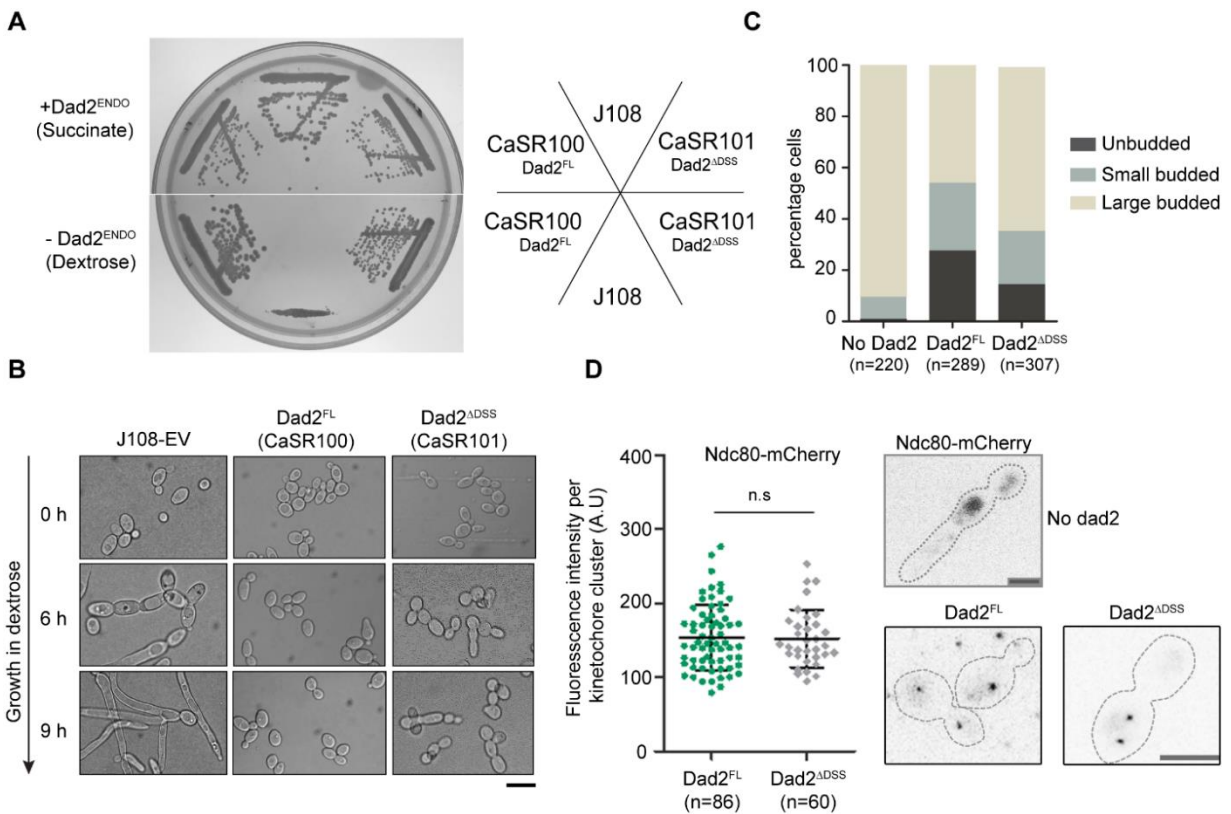 A
+Dad2ENDO
(Succinate)
- Dad2ENDO
(Dextrose)
J108
CaSR100
Dad2FL
CaSR101
Dad2ΔDSS
CaSR100
Dad2FL
CaSR101
Dad2ΔDSS
J108
C
percentage cells
100
80
60
40
20
0
No Dad2
(n=220)
Dad2FL
(n=289)
Dad2ΔDSS
(n=307)
Unbudded
Small budded
Large budded
B
J108-EV
Dad2FL
(CaSR100)
Dad2ΔDSS
(CaSR101)
Growth in dextrose
0 h
6 h
9 h
D
Fluorescence intensity per
kinetochore cluster (A.U)
400
300
200
100
0
Ndc80-mCherry
n.s
Dad2FL
(n=86)
Dad2ΔDSS
(n=60)
Ndc80-mCherry
No dad2
Dad2FL
Dad2ΔDSS